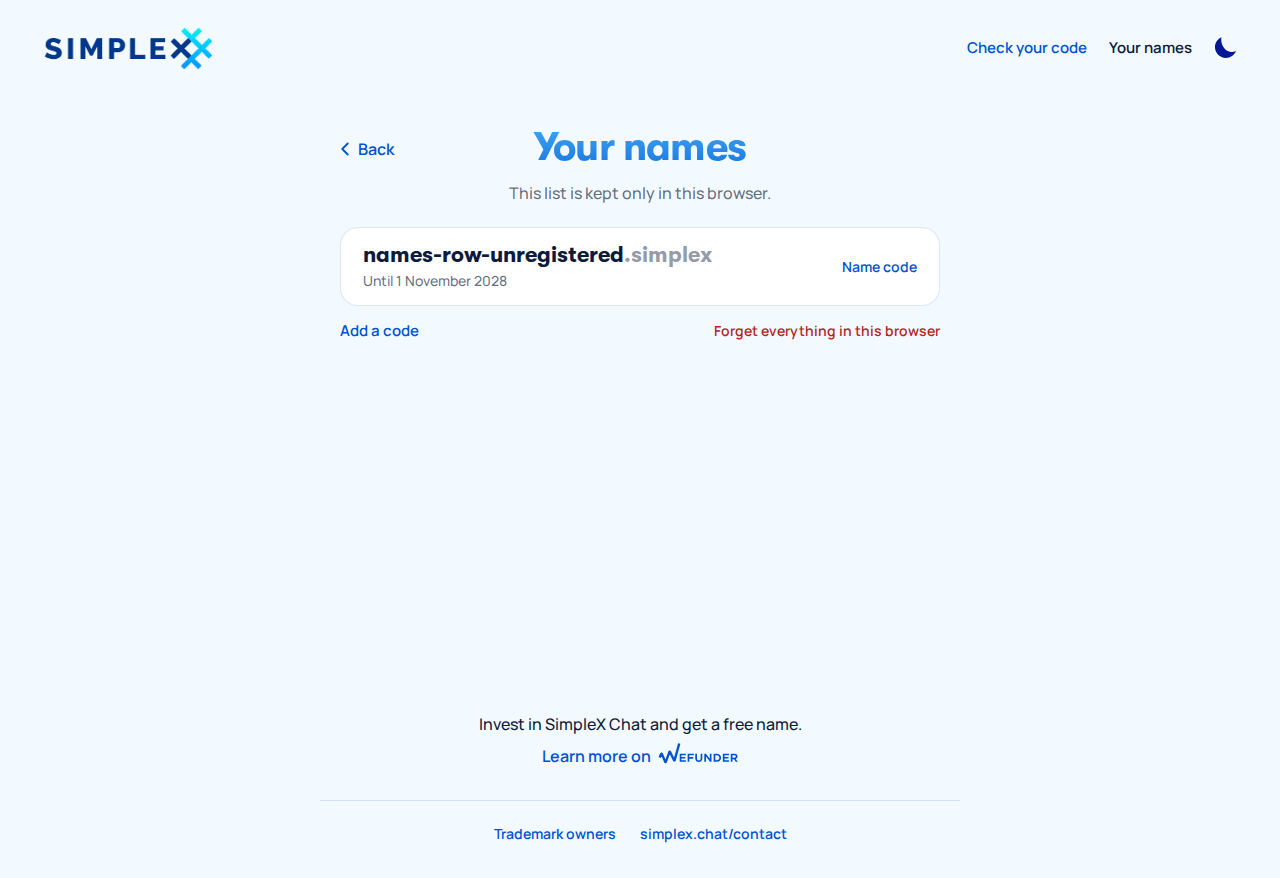 SIMPLEX
Check your code
Your names
Back
Your names
This list is kept only in this browser.
names-row-unregistered.simplex
Until 1 November 2028
Name code
Add a code
Forget everything in this browser
Invest in SimpleX Chat and get a free name.
Learn more on WEFUNDER
Trademark owners
simplex.chat/contact